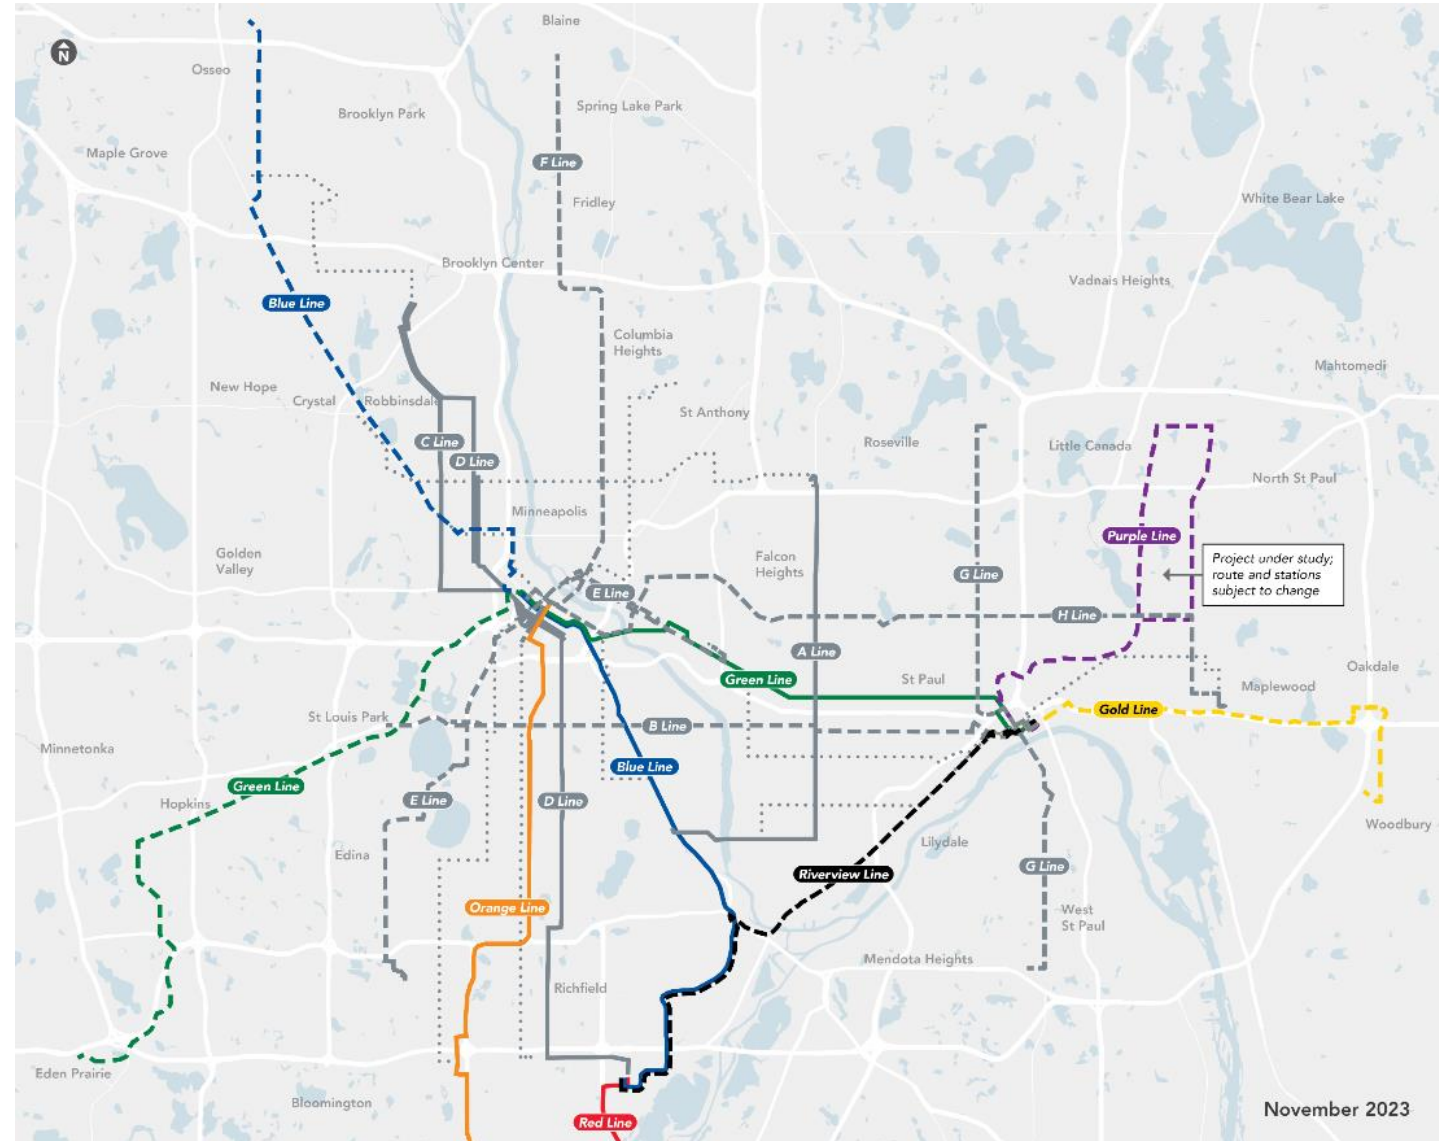 Blaine
N
Osseo
Spring Lake Park
Brooklyn Park
Maple Grove
F Line
Fridley
White Bear Lake
Brooklyn Center
Vadnais Heights
Blue Line
Columbia
Heights
Mahtomedi
New Hope
Crystal
Robbinsdale
St Anthony
C Line
Roseville
Little Canada
D Line
North St Paul
Minneapolis
Purple Line
Golden
Valley
Falcon
Heights
Project under study;
route and stations
subject to change
G Line
E Line
H Line
A Line
Oakdale
Green Line
St Paul
Maplewood
Gold Line
St Louis Park
B Line
Minnetonka
Blue Line
Green Line
Hopkins
E Line
D Line
Woodbury
Edina
Lilydale
Riverview Line
G Line
Orange Line
West
St Paul
Mendota Heights
Richfield
Eden Prairie
Bloomington
November 2023
Red Line